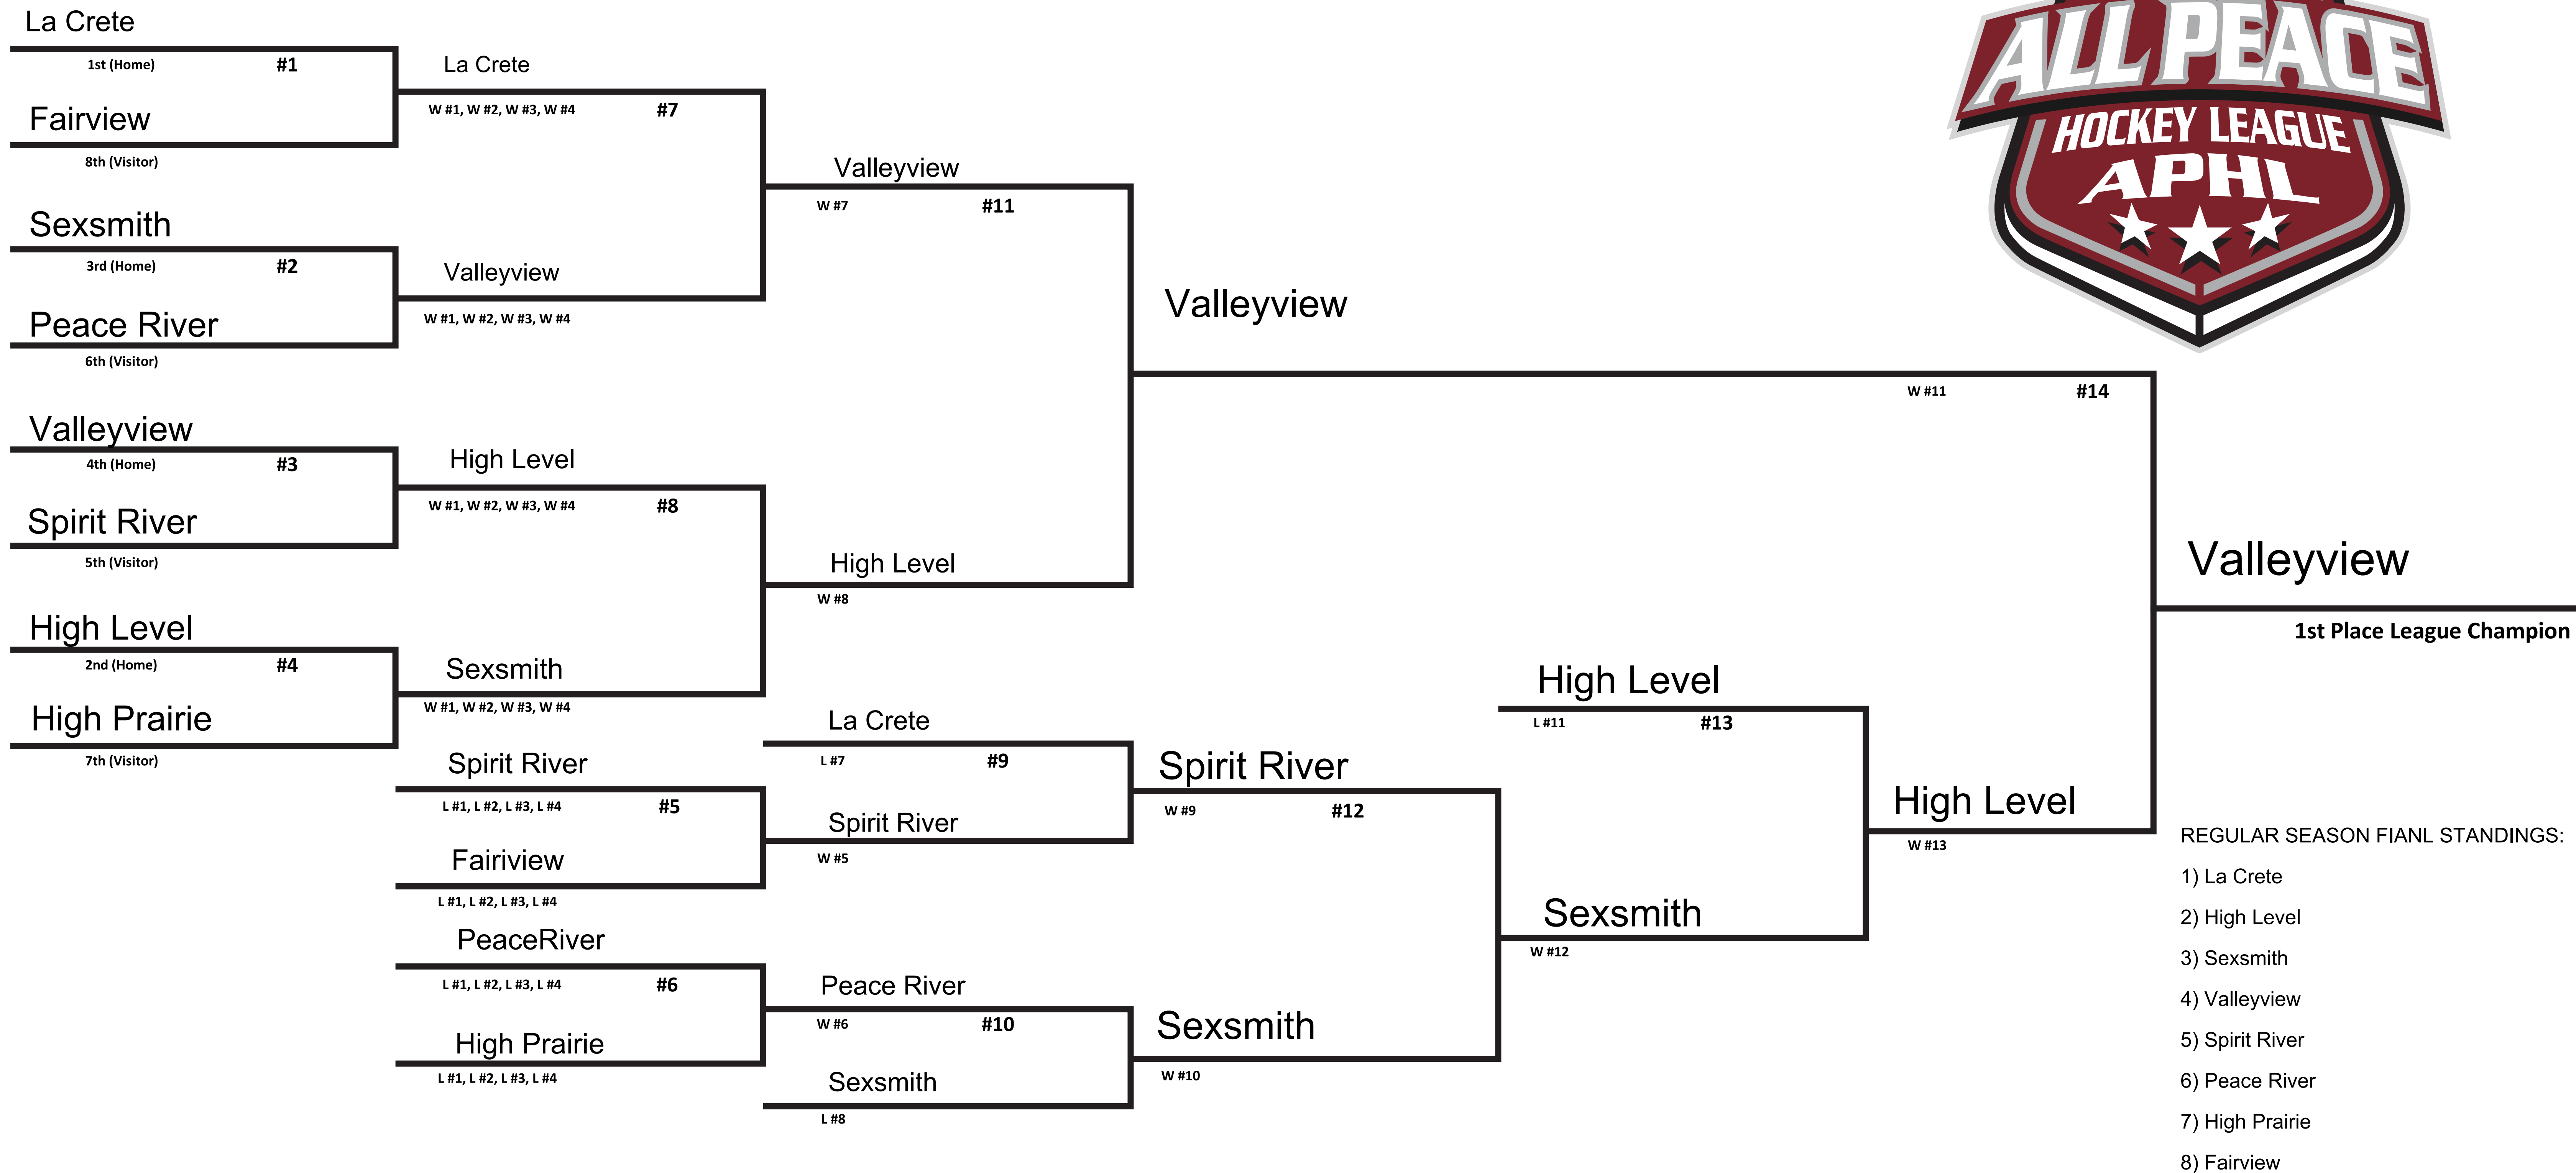 La Crete
1st (Home) #1
Fairview
8th (Visitor)
Sexsmith
3rd (Home) #2
Peace River
6th (Visitor)
Valleyview
4th (Home) #3
Spirit River
5th (Visitor)
High Level
2nd (Home) #4
High Prairie
7th (Visitor)
La Crete
W #1, W #2, W #3, W #4 #7
Valleyview
W #1, W #2, W #3, W #4
High Level
W #1, W #2, W #3, W #4 #8
Sexsmith
W #1, W #2, W #3, W #4
Spirit River
L #1, L #2, L #3, L #4 #5
Fairiview
L #1, L #2, L #3, L #4
PeaceRiver
L #1, L #2, L #3, L #4 #6
High Prairie
L #1, L #2, L #3, L #4
Valleyview
W #7 #11
High Level
W #8
La Crete
L #7 #9
Spirit River
W #5
Peace River
W #6 #10
Sexsmith
L #8
Valleyview
W #11 #14
Spirit River
W #9 #12
Sexsmith
W #10
High Level
L #11 #13
Sexsmith
W #12
High Level
W #13
Valleyview
1st Place League Champion
ALL PEACE
HOCKEY LEAGUE
APHL
REGULAR SEASON FIANL STANDINGS:
1) La Crete
2) High Level
3) Sexsmith
4) Valleyview
5) Spirit River
6) Peace River
7) High Prairie
8) Fairview